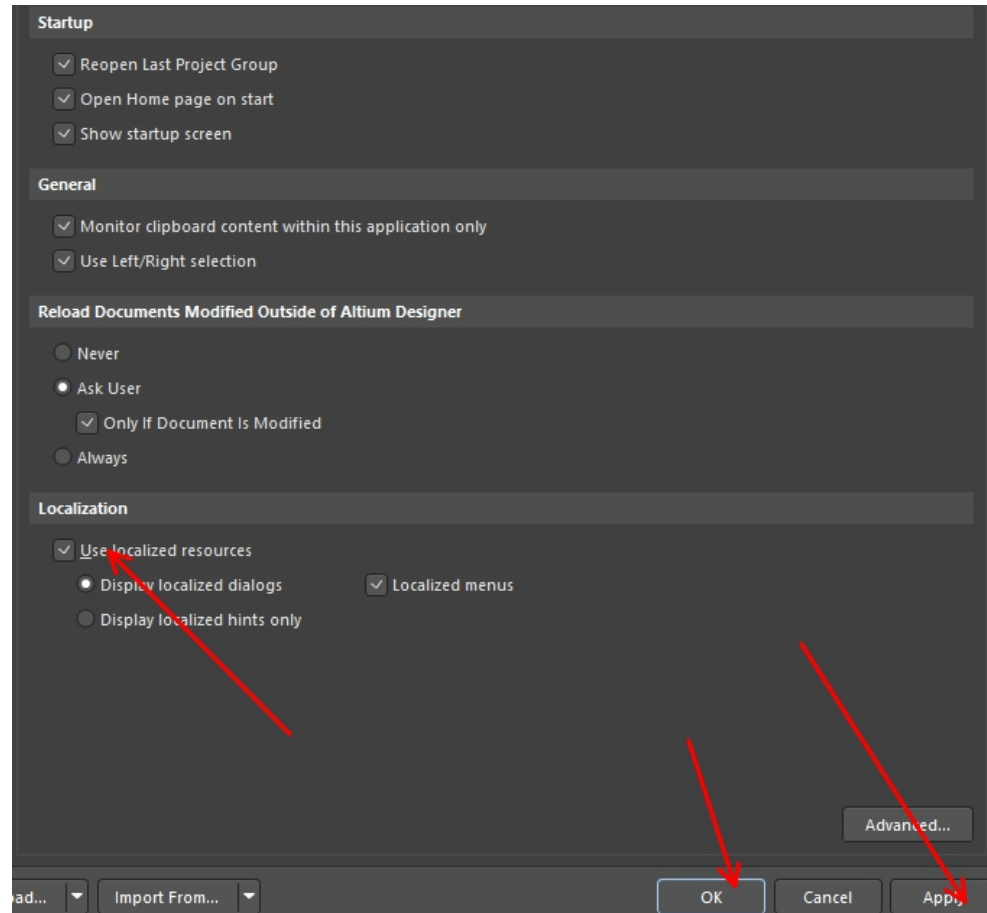 Startup
Reopen Last Project Group
Open Home page on start
Show startup screen
General
Monitor clipboard content within this application only
Use Left/Right selection
Reload Documents Modified Outside of Altium Designer
Never
Ask User
Only If Document Is Modified
Always
Localization
Use localized resources
Display localized dialogs Localized menus
Display localized hints only
Advanced...
Import From... OK Cancel Apply